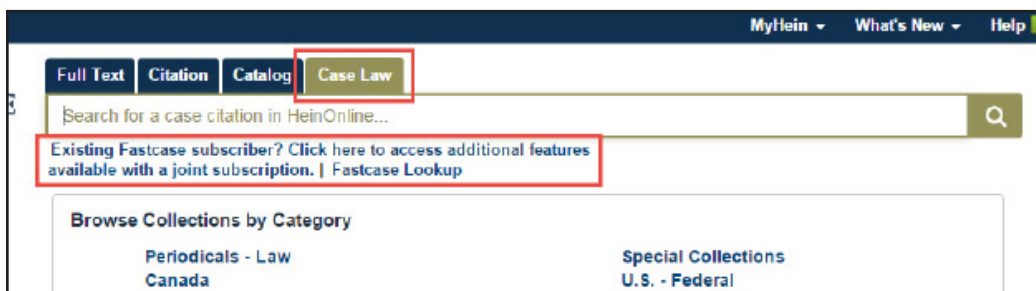 MyHein What's New Help
Full Text Citation Catalog Case Law
E
Search for a case citation in HeinOnline...
Existing Fastcase subscriber? Click here to access additional features
available with a joint subscription. | Fastcase Lookup
Browse Collections by Category
Periodicals - Law Special Collections
Canada U.S. - Federal